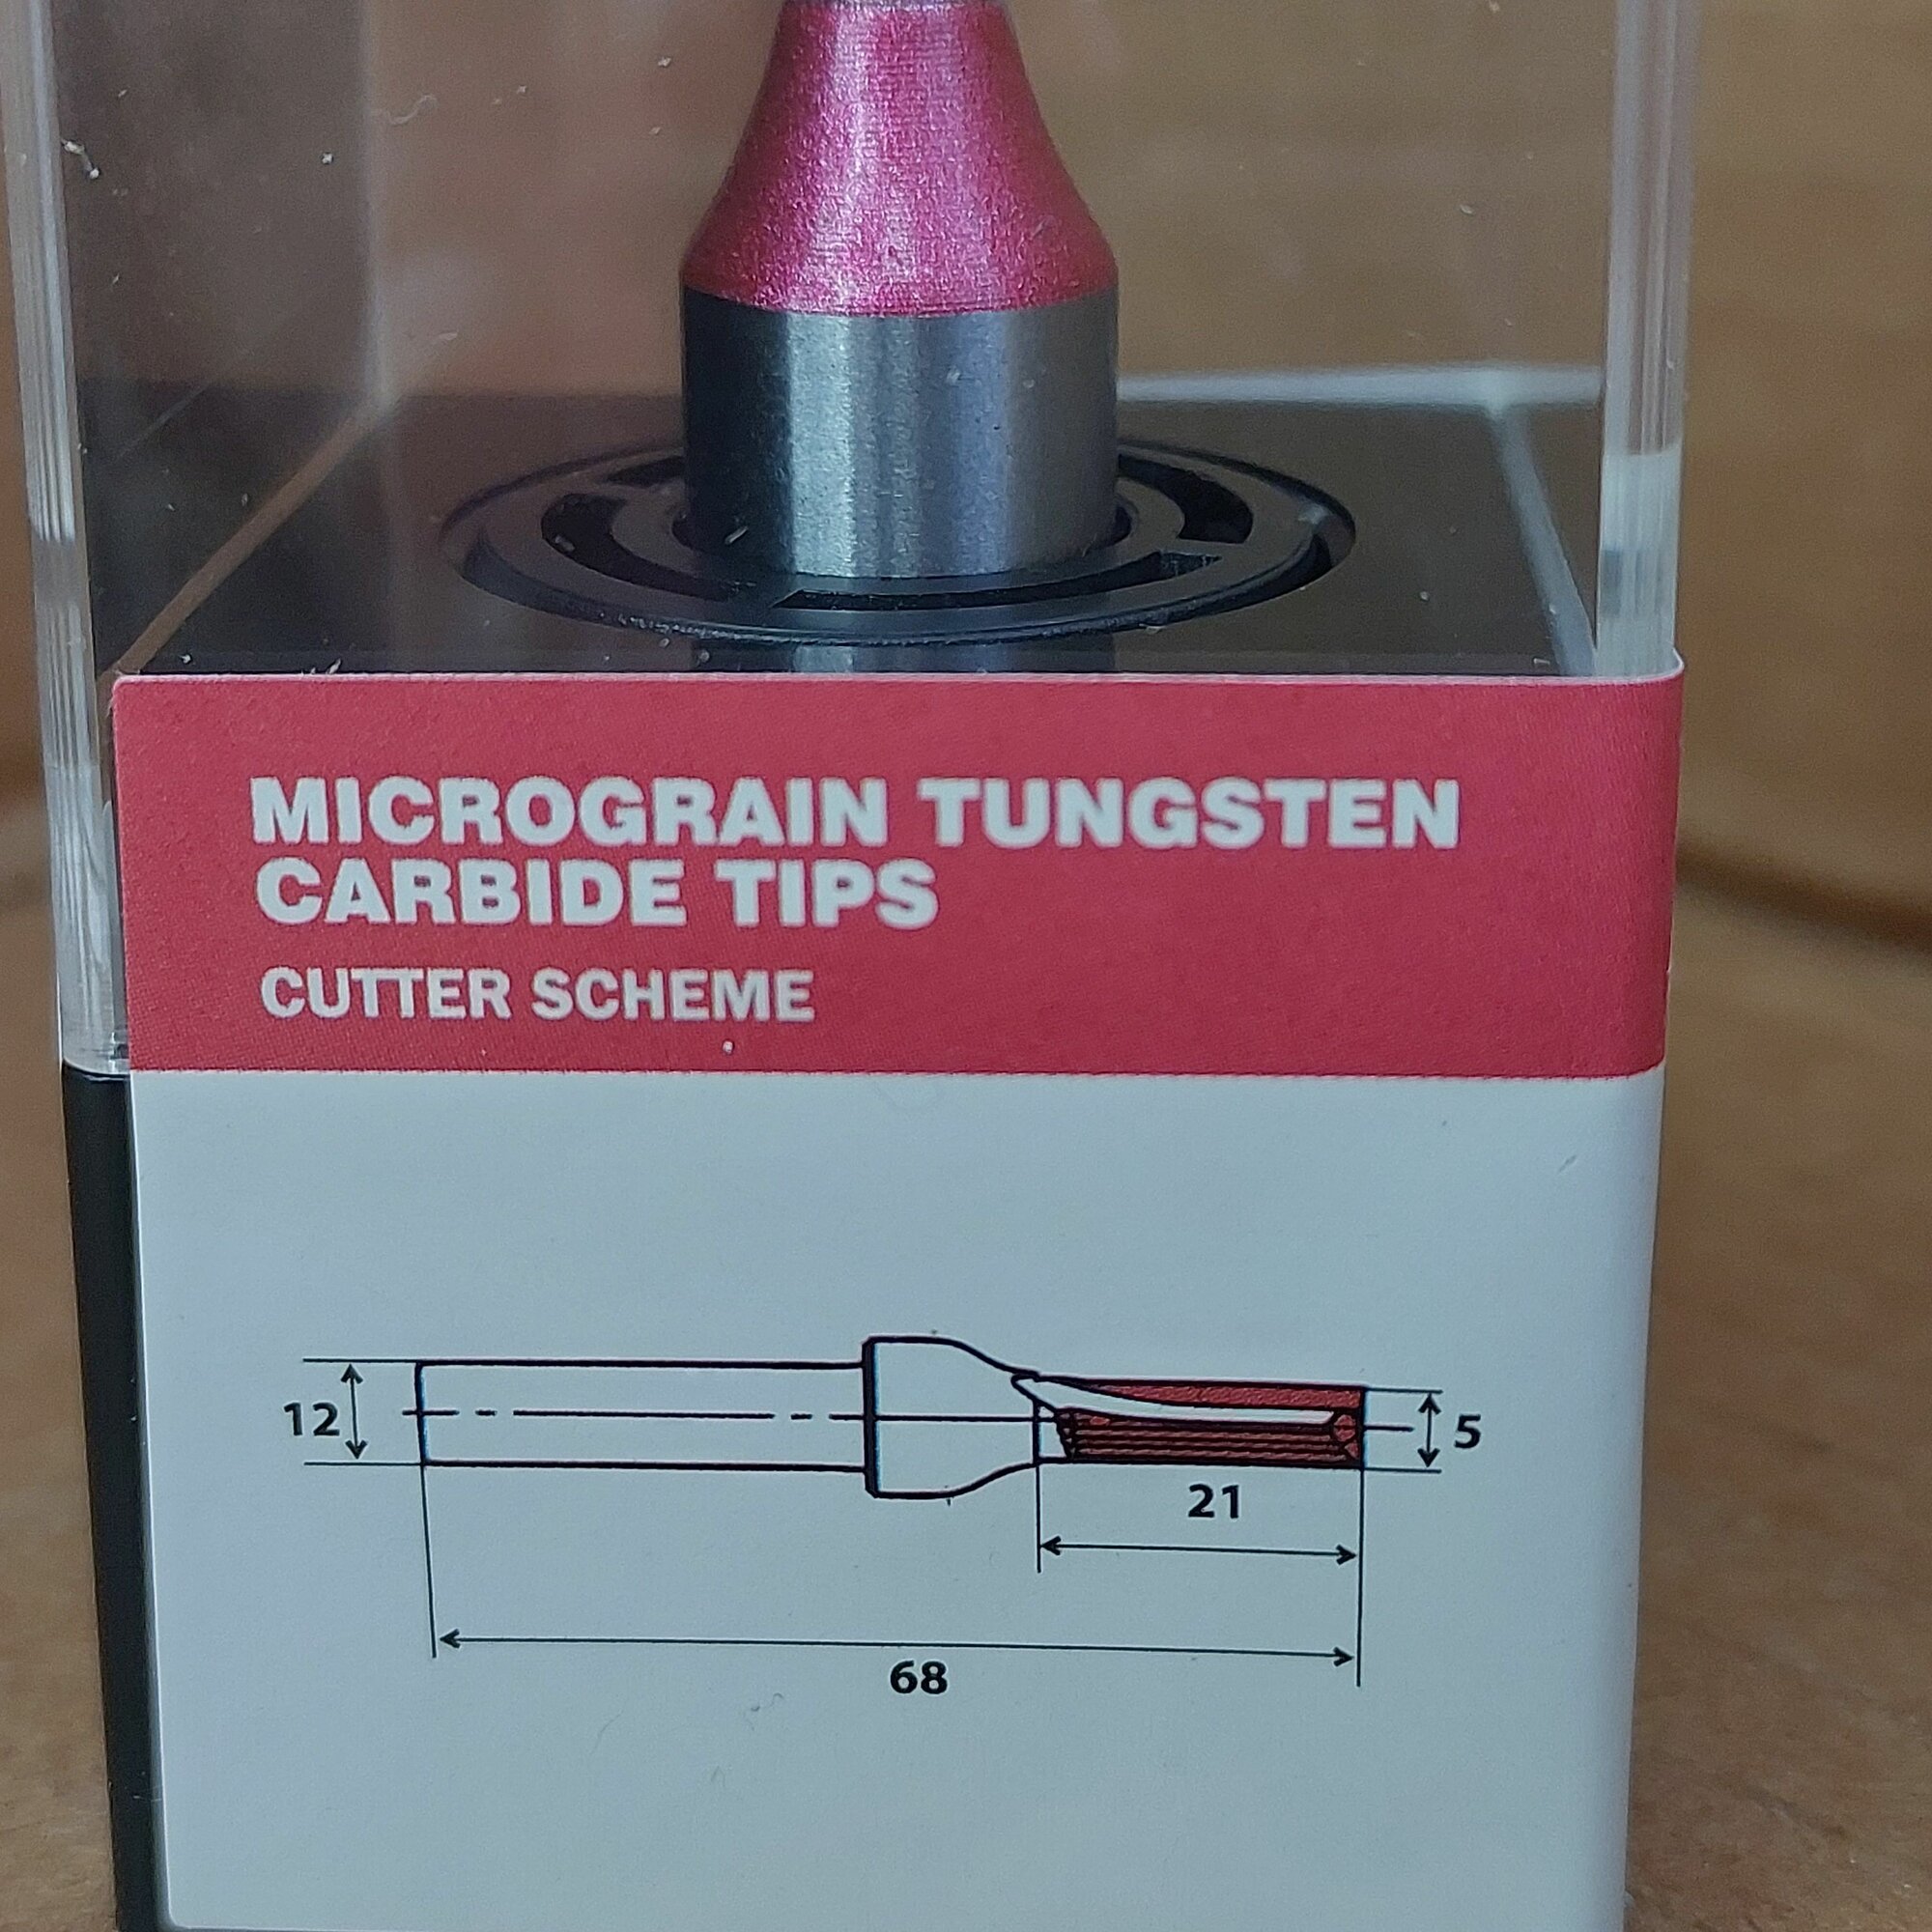 MICROGRAIN TUNGSTEN
CARBIDE TIPS
CUTTER SCHEME
12
5
21
68